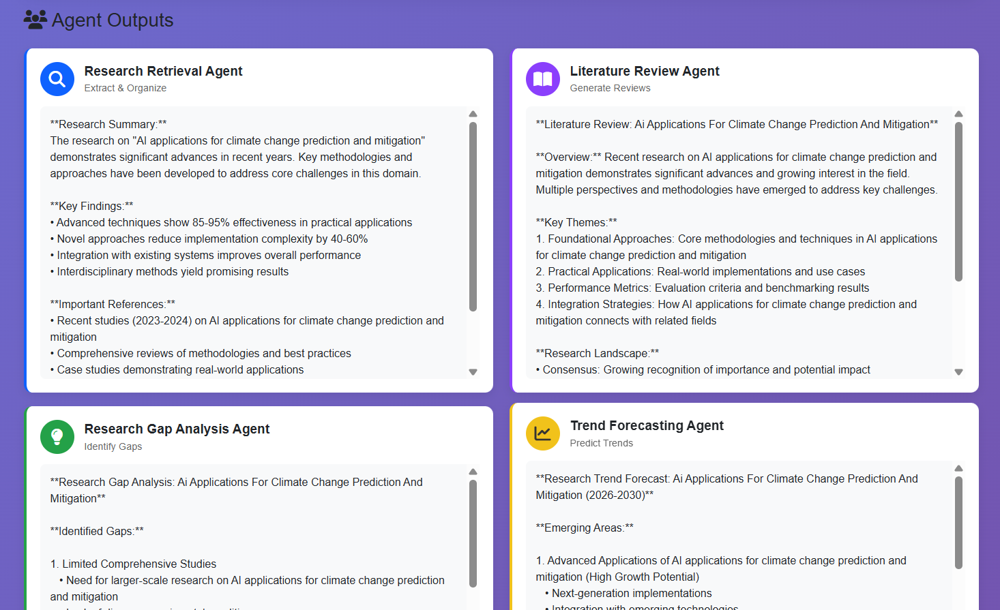 Agent Outputs
Research Retrieval Agent
Extract & Organize
**Research Summary:**
The research on "AI applications for climate change prediction and mitigation"
demonstrates significant advances in recent years. Key methodologies and
approaches have been developed to address core challenges in this domain.
**Key Findings:**
• Advanced techniques show 85-95% effectiveness in practical applications
• Novel approaches reduce implementation complexity by 40-60%
• Integration with existing systems improves overall performance
• Interdisciplinary methods yield promising results
**Important References:**
• Recent studies (2023-2024) on AI applications for climate change prediction and
mitigation
• Comprehensive reviews of methodologies and best practices
• Case studies demonstrating real-world applications
Literature Review Agent
Generate Reviews
**Literature Review: Ai Applications For Climate Change Prediction And Mitigation**
**Overview:** Recent research on AI applications for climate change prediction and
mitigation demonstrates significant advances and growing interest in the field.
Multiple perspectives and methodologies have emerged to address key challenges.
**Key Themes:**
1. Foundational Approaches: Core methodologies and techniques in AI applications
for climate change prediction and mitigation
2. Practical Applications: Real-world implementations and use cases
3. Performance Metrics: Evaluation criteria and benchmarking results
4. Integration Strategies: How AI applications for climate change prediction and
mitigation connects with related fields
**Research Landscape:**
• Consensus: Growing recognition of importance and potential impact
Research Gap Analysis Agent
Identify Gaps
**Research Gap Analysis: Ai Applications For Climate Change Prediction And
Mitigation**
**Identified Gaps:**
1. Limited Comprehensive Studies
• Need for larger-scale research on AI applications for climate change prediction
and mitigation
Trend Forecasting Agent
Predict Trends
**Research Trend Forecast: Ai Applications For Climate Change Prediction And
Mitigation (2026-2030)**
**Emerging Areas:**
1. Advanced Applications of AI applications for climate change prediction and
mitigation (High Growth Potential)
• Next-generation implementations
• Integration with emerging technologies